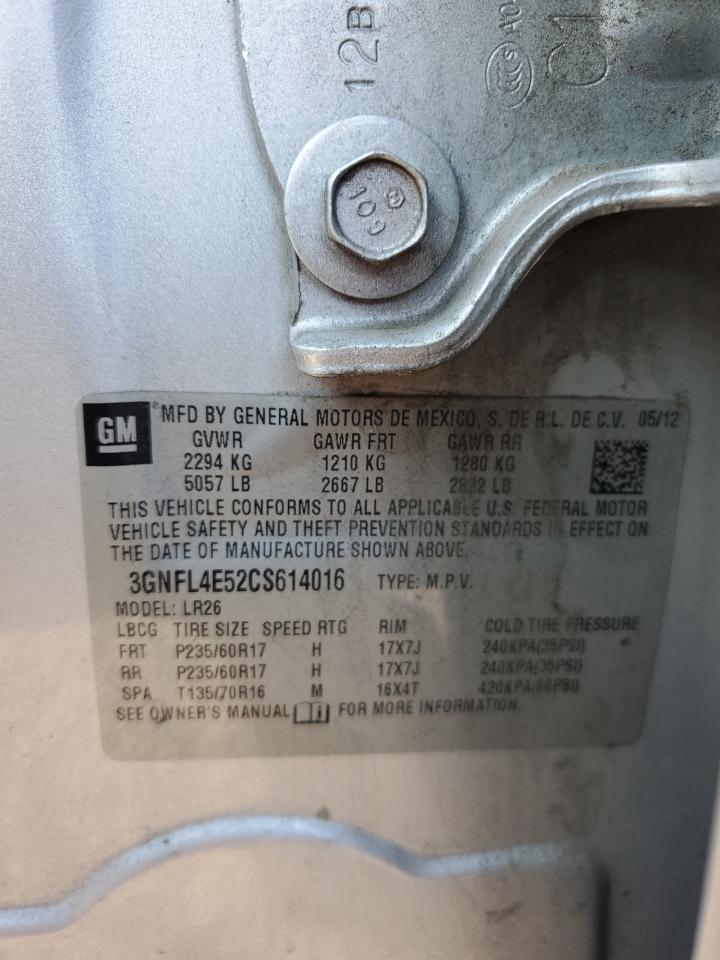 12B
C1
109
GM
MFD BY GENERAL MOTORS DE MEXICO, S. DE R.L. DE C.V. 05/12
GVWR GAWR FRT GAWR RR
2294 KG 1210 KG 1280 KG
5057 LB 2667 LB 2822 LB
THIS VEHICLE CONFORMS TO ALL APPLICABLE U.S. FEDERAL MOTOR
VEHICLE SAFETY AND THEFT PREVENTION STANDARDS IN EFFECT ON
THE DATE OF MANUFACTURE SHOWN ABOVE.
3GNFL4E52CS614016 TYPE: M.P.V.
MODEL: LR26
LBCG TIRE SIZE SPEED RTG RIM COLD TIRE PRESSURE
FRT P235/60R17 H 17X7J 240KPA(35PSI)
RR P235/60R17 H 17X7J 240KPA(35PSI)
SPA T135/70R16 M 16X4T 420KPA(60PSI)
SEE OWNER'S MANUAL FOR MORE INFORMATION.